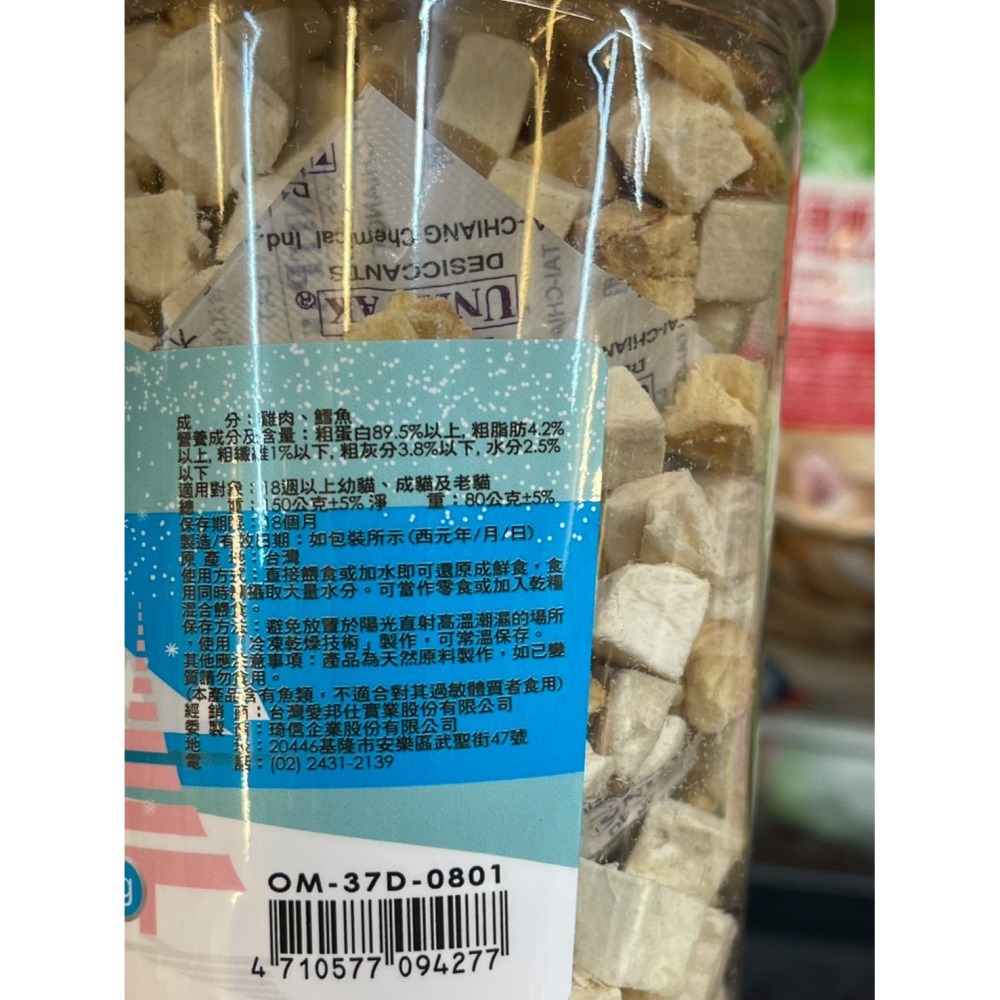 -CHIANG Chemical Ind.
DESICCANTS
成 分：雞肉、鱈魚
營養成分及含量：粗蛋白89.5%以上, 粗脂肪4.2%
以上, 粗纖維1%以下, 粗灰分3.8%以下, 水分2.5%
以下
適用對象：18週以上幼貓、成貓及老貓
總 重：150公克±5% 淨 重：80公克±5%
保存期限：18個月
製造/有效日期：如包裝所示(西元年/月/日)
原 產 地：台灣
使用方式：直接餵食或加水即可還原成鮮食，食
用同時攝取大量水分。可當作零食或加入乾糧
混合餵食。
保存方法：避免放置於陽光直射高溫潮濕的場所
，使用「冷凍乾燥技術」製作，可常溫保存。
其他應注意事項：產品為天然原料製作，如已變
質請勿食用。
(本產品含有魚類，不適合對其過敏體質者食用)
經 銷 商：台灣愛邦仕實業股份有限公司
委 製 商：琦信企業股份有限公司
地 址：20446基隆市安樂區武聖街47號
電 話：(02) 2431-2139
OM-37D-0801
4 710577 094277
g